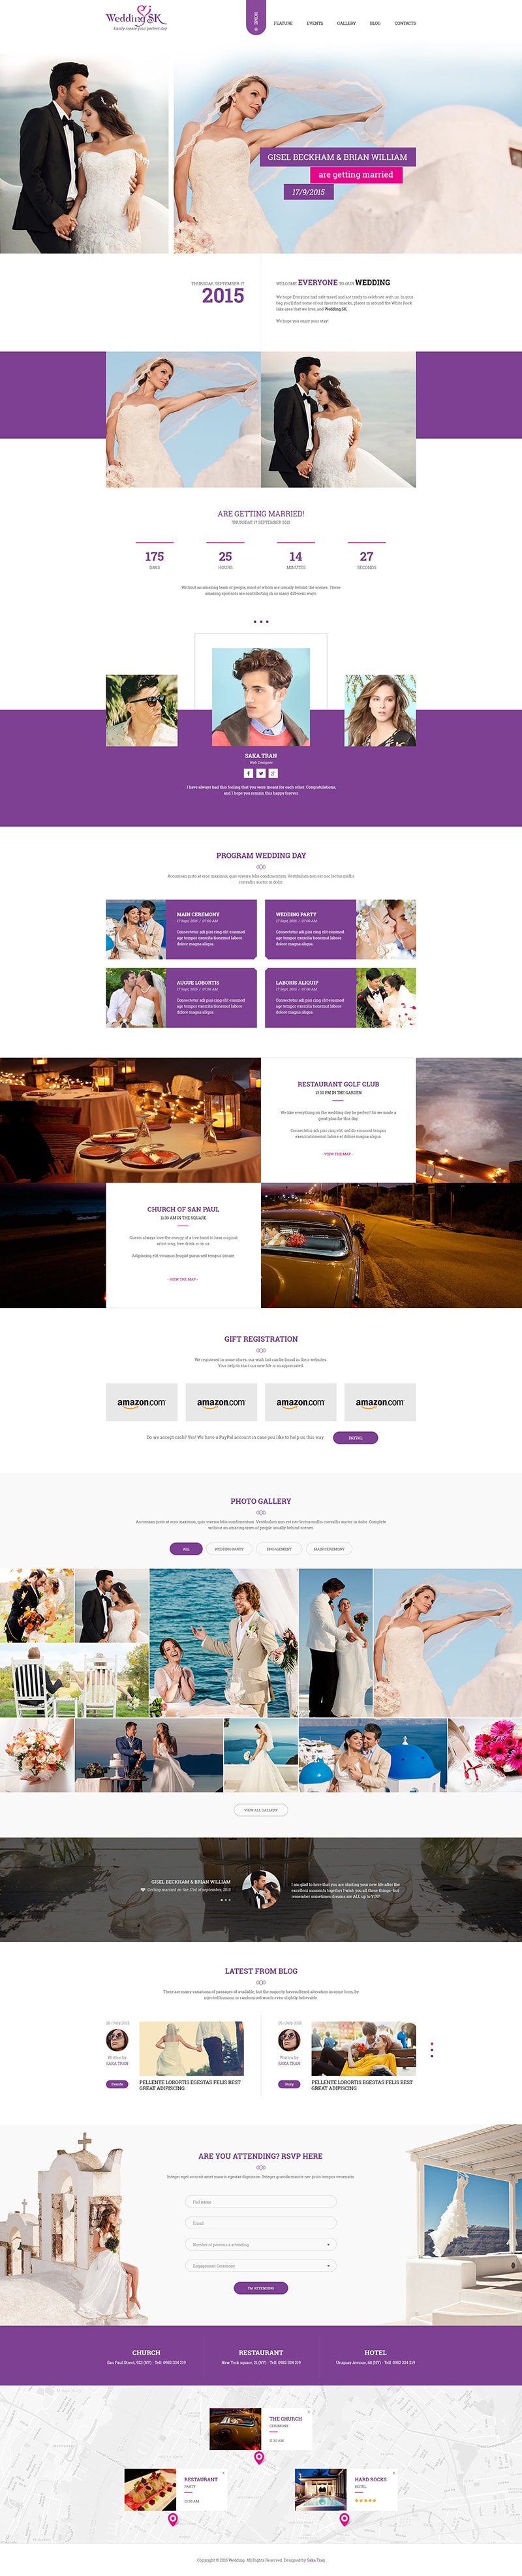 Wedding SK
Easily create your perfect day
HOME
FEATURE
EVENTS
GALLERY
BLOG
CONTACTS
GISEL BECKHAM & BRIAN WILLIAM
are getting married
17/9/2015
THURSDAY, SEPTEMBER 17
2015
WELCOME EVERYONE TO OUR WEDDING
We hope Everyone had safe travel and are ready to celebrate with us. In your
bag you'll find some of our favorite snacks, places in around the White Rock
lake area that we love, and Wedding SK
We hope you enjoy your stay!
ARE GETTING MARRIED!
THURSDAY 17 SEPTEMBER 2015
175
25
14
27
DAYS
HOURS
MINUTES
SECONDS
Without an amazing team of people, most of whom are usually behind the scenes. These
amazing sponsors are contributing in so many different ways.
SAKA TRAN
Web Designer
I have always had this feeling that you were meant for each other. Congratulations,
and I hope you remain this happy forever
PROGRAM WEDDING DAY
Accumsan justo at eros maximus, quis viverra felis condimentum. Vestibulum non est nec lectus mollis
convallis auctor in dolor.
MAIN CEREMONY
17 Sept, 2015 / 07:00 AM
Consectetur adi pisi cing elit eiusmod
age tempor exercita tionemut labore
dolore magna aliqua.
WEDDING PARTY
17 Sept, 2015 / 07:00 AM
Consectetur adi pisi cing elit eiusmod
age tempor exercita tionemut labore
dolore magna aliqua.
AUGUE LOBORTIS
17 Sept, 2015 / 07:00 AM
Consectetur adi pisi cing elit eiusmod
age tempor exercita tionemut labore
dolore magna aliqua.
LABORIS ALIQUIP
17 Sept, 2015 / 07:00 AM
Consectetur adi pisi cing elit eiusmod
age tempor exercita tionemut labore
dolore magna aliqua.
RESTAURANT GOLF CLUB
12:30 PM IN THE GARDEN
We like everything on the wedding day be perfect! So we made a
great plan for this day
Consectetur adi pisi cing elit, sed do eiusmod tempor
exercitationemut labore et dolore magna aliqua
- VIEW THE MAP -
CHURCH OF SAN PAUL
11:30 AM IN THE SQUARE
Guests always love the energy of a live band to hear original
artist sing, free drink is on us
Adipiscing elit vivamus feugiat purus sed tempus ornare.
- VIEW THE MAP -
GIFT REGISTRATION
We registered in some stores, our wish list can be found in their websites.
Your help to start our new life is so appreciated.
amazon.com
amazon.com
amazon.com
amazon.com
Do we accept cash? Yes! We have a PayPal account in case you like to help us this way.
PAYPAL
PHOTO GALLERY
Accumsan justo at eros maximus, quis viverra felis condimentum. Vestibulum non est nec lectus mollis convallis auctor in dolor. Complete
without an amazing team of people usually behind scenes
ALL
WEDDING PARTY
ENGAGEMENT
MAIN CEREMONY
VIEW ALL GALLERY
GISEL BECKHAM & BRIAN WILLIAM
Getting married on the 17st of september, 2015
I am glad to here that you are starting your new life after the
excellent moments together I wish you all those things- but
remember sometimes dreams are ALL up to YOU!
LATEST FROM BLOG
There are many variations of passages of available, but the majority havesuffered alteration in some form, by
injected humour, or randomised words even slightly believable.
26 /July 2015
Written by
SAKA TRAN
Events
PELLENTE LOBORTIS EGESTAS FELIS BEST
GREAT ADIPISCING
26 /July 2015
Written by
SAKA TRAN
Story
PELLENTE LOBORTIS EGESTAS FELIS BEST
GREAT ADIPISCING
ARE YOU ATTENDING? RSVP HERE
Integer eget arcu sit amet mauris egestas dignissim. Integer gravida mauris nec justo tempus venenatis.
Full name
Email
Number of persons a attending
Engagement Ceremony
I'M ATTENDING
CHURCH
San Paul Street, 923 (NY) - Tell: 0982 334 219
RESTAURANT
New York square, 21 (NY) - Tell: 0982 334 219
HOTEL
Uruguay Avenue, 66 (NY) - Tell: 0982 334 219
THE CHURCH
CEREMONY
11:30 AM
RESTAURANT
PARTY
12:30 AM
HARD ROCKS
HOTEL
Copyright © 2015 Wedding. All Rights Reserved. Designed by Saka Tran